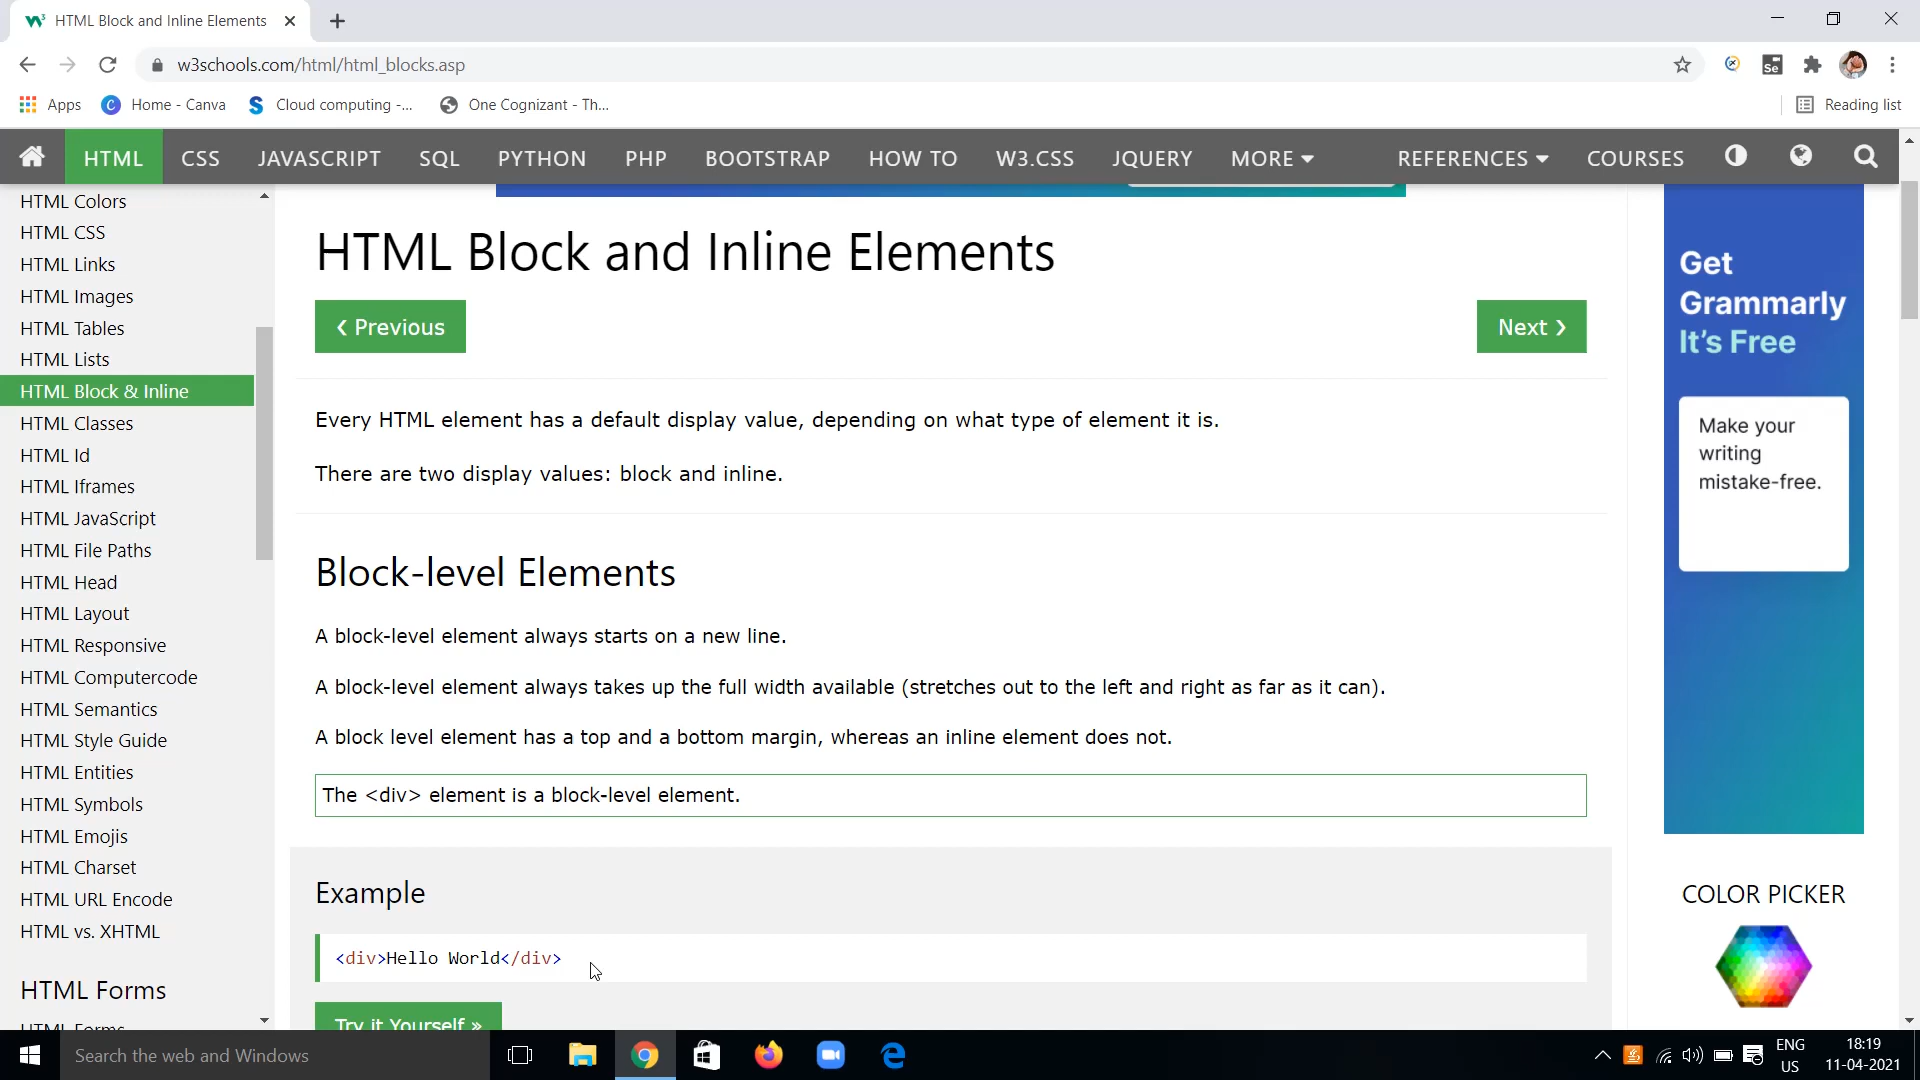 HTML Block and Inline Elements
w3schools.com/html/html_blocks.asp
Se
Apps
Home - Canva
Cloud computing -...
One Cognizant - Th...
Reading list
HTML
CSS
JAVASCRIPT
SQL
PYTHON
PHP
BOOTSTRAP
HOW TO
W3.CSS
JQUERY
MORE
REFERENCES
COURSES
HTML Colors
HTML CSS
HTML Links
HTML Images
HTML Tables
HTML Lists
HTML Block & Inline
HTML Classes
HTML Id
HTML Iframes
HTML JavaScript
HTML File Paths
HTML Head
HTML Layout
HTML Responsive
HTML Computercode
HTML Semantics
HTML Style Guide
HTML Entities
HTML Symbols
HTML Emojis
HTML Charset
HTML URL Encode
HTML vs. XHTML
HTML Forms
HTML Forms
HTML Block and Inline Elements
❮ Previous
Next ❯
Every HTML element has a default display value, depending on what type of element it is.
There are two display values: block and inline.
Block-level Elements
A block-level element always starts on a new line.
A block-level element always takes up the full width available (stretches out to the left and right as far as it can).
A block level element has a top and a bottom margin, whereas an inline element does not.
The <div> element is a block-level element.
Example
<div>Hello World</div>
Try it Yourself »
Get
Grammarly
It's Free
Make your
writing
mistake-free.
COLOR PICKER
Search the web and Windows
ENG
US
18:19
11-04-2021